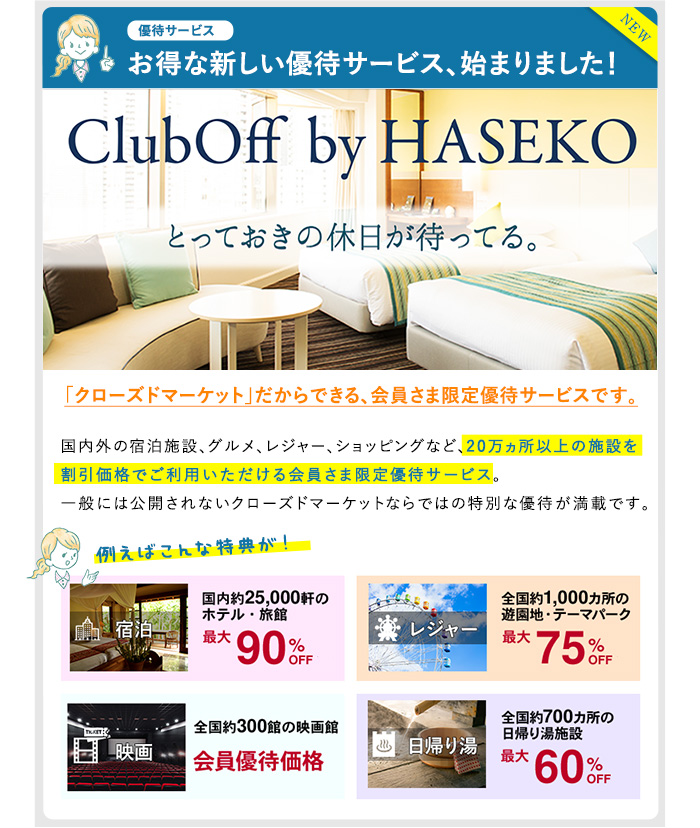 優待サービス
NEW
お得な新しい優待サービス、始まりました!
ClubOff by HASEKO
とっておきの休日が待ってる。
「クローズドマーケット」だからできる、会員さま限定優待サービスです。
国内外の宿泊施設、グルメ、レジャー、ショッピングなど、20万ヵ所以上の施設を
割引価格でご利用いただける会員さま限定優待サービス。
一般には公開されないクローズドマーケットならではの特別な優待が満載です。
例えばこんな特典が!
宿泊
国内約25,000軒の
ホテル・旅館
最大90%OFF
レジャー
全国約1,000カ所の
遊園地・テーマパーク
最大75%OFF
TICKET
映画
全国約300館の映画館
会員優待価格
日帰り湯
全国約700カ所の
日帰り湯施設
最大60%OFF